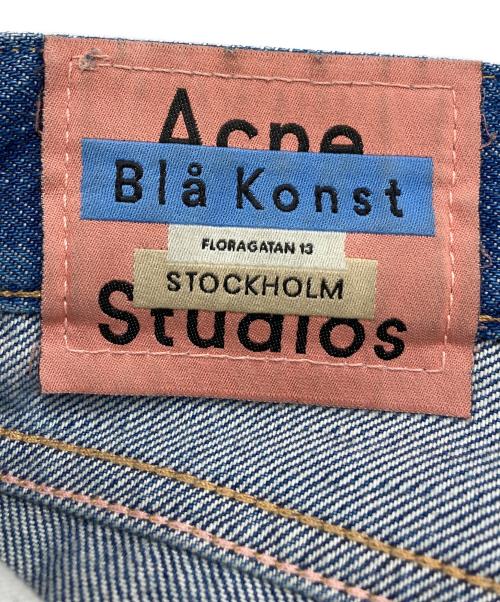 Acne
Blå Konst
FLORAGATAN 13
STOCKHOLM
Studios